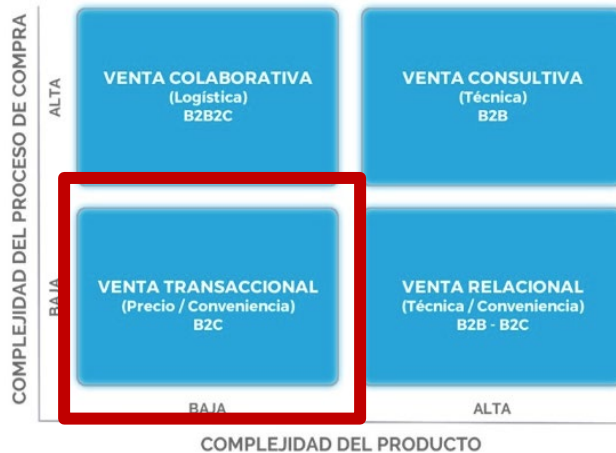 COMPLEJIDAD DEL PROCESO DE COMPRA
ALTA
VENTA COLABORATIVA
(Logística)
B2B2C
VENTA CONSULTIVA
(Técnica)
B2B
BAJA
VENTA TRANSACCIONAL
(Precio / Conveniencia)
B2C
VENTA RELACIONAL
(Técnica / Conveniencia)
B2B - B2C
BAJA
ALTA
COMPLEJIDAD DEL PRODUCTO